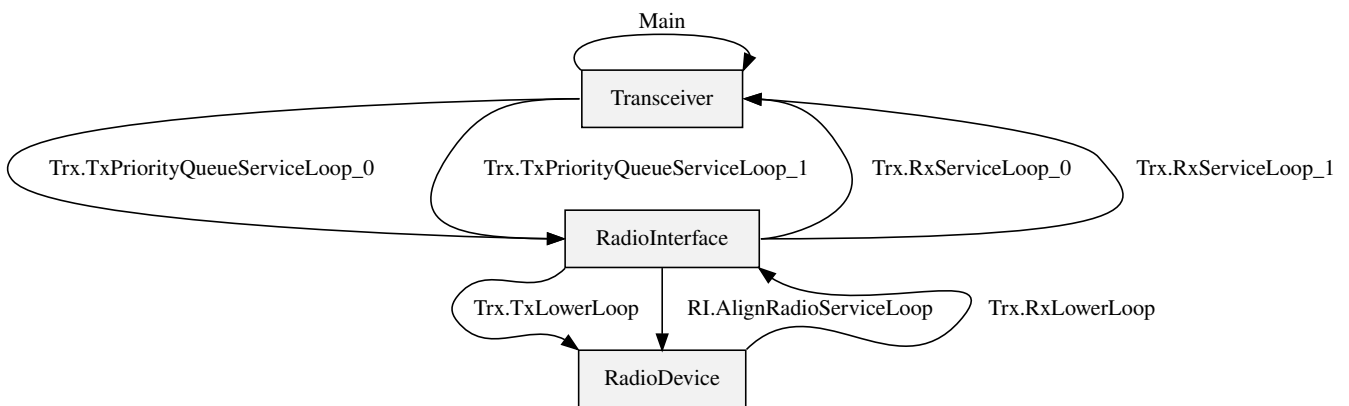 Main
Transceiver
Trx.TxPriorityQueueServiceLoop_0
Trx.TxPriorityQueueServiceLoop_1
Trx.RxServiceLoop_0
Trx.RxServiceLoop_1
RadioInterface
Trx.TxLowerLoop
RI.AlignRadioServiceLoop
Trx.RxLowerLoop
RadioDevice